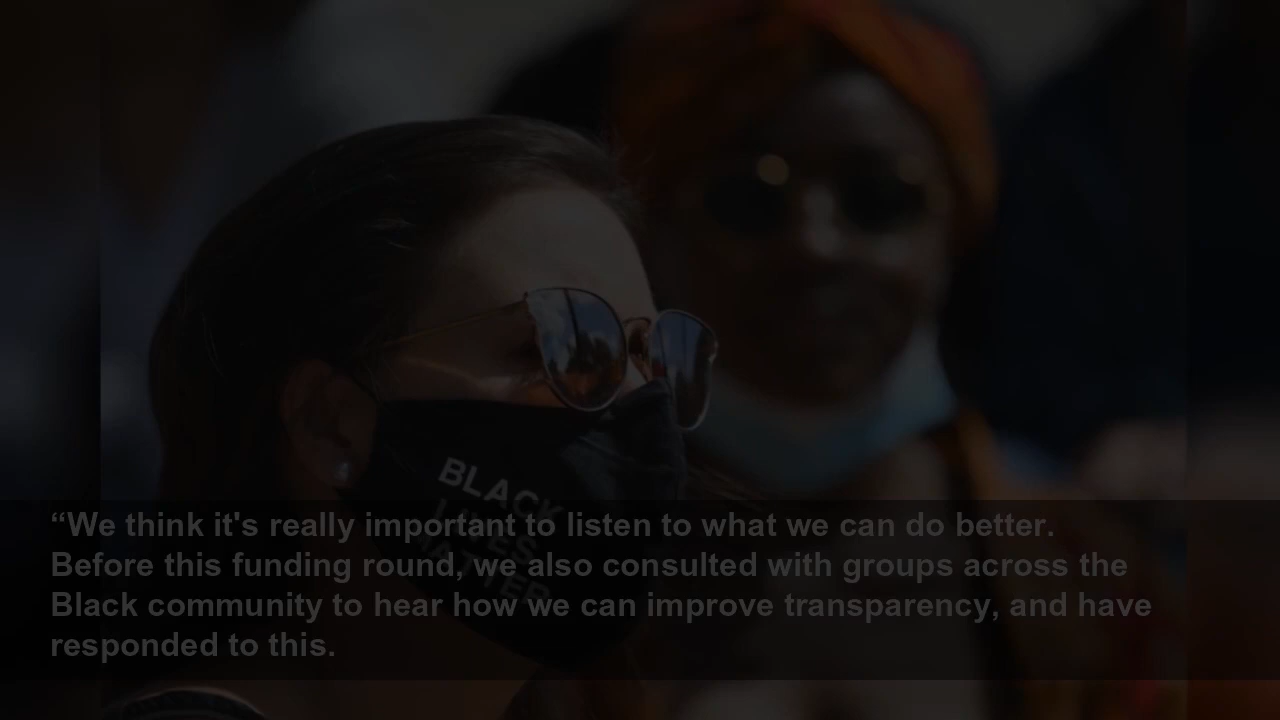 BLACK
LIVES
MATTER
“We think it's really important to listen to what we can do better.
Before this funding round, we also consulted with groups across the
Black community to hear how we can improve transparency, and have
responded to this.